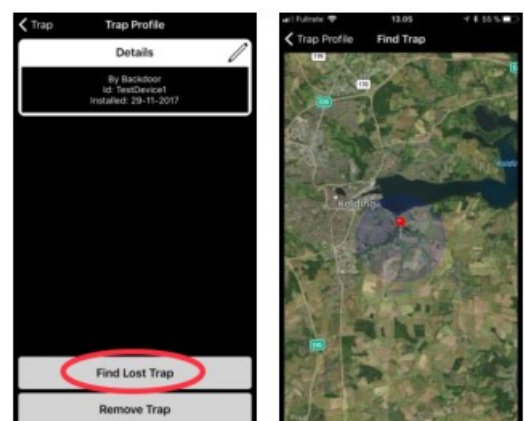 Trap
Trap Profile
Details
By Backdoor
Id: TestDevice1
Installed: 29-11-2017
Find Lost Trap
Remove Trap
Fullrate
13.05
55 %
Trap Profile
Find Trap
Kolding